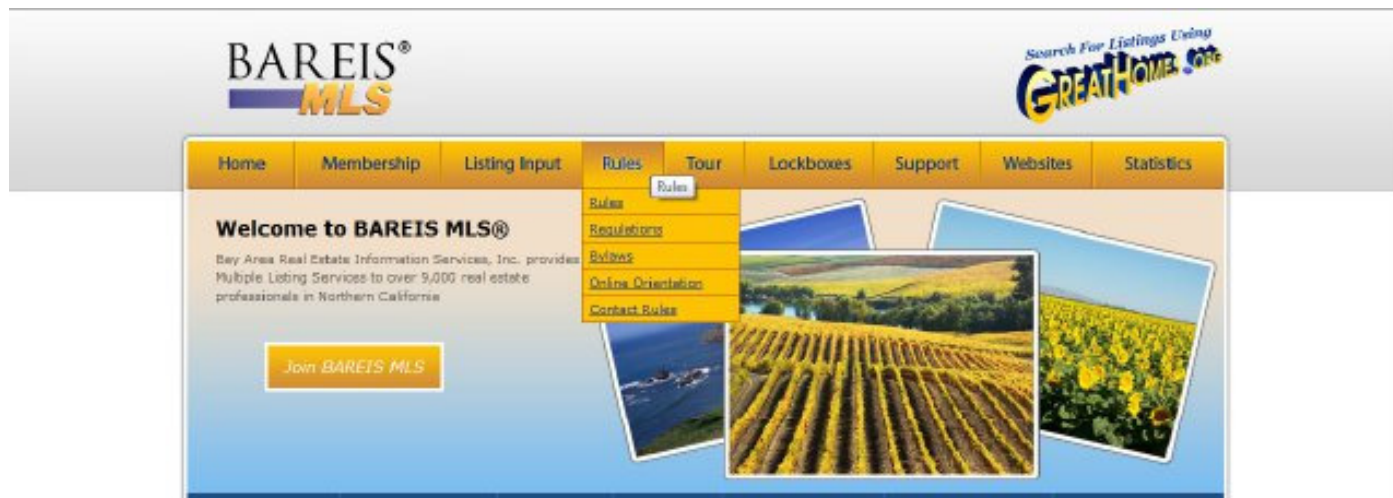 BAREIS®
MLS
Search For Listings Using
GREATHOMES.ORG
Home Membership Listing Input Rules Tour Lockboxes Support Websites Statistics
Rules
Rules
Regulations
Bylaws
Online Orientation
Contact Rules
Welcome to BAREIS MLS®
Bay Area Real Estate Information Services, Inc. provides
Multiple Listing Services to over 9,000 real estate
professionals in Northern California
Join BAREIS MLS